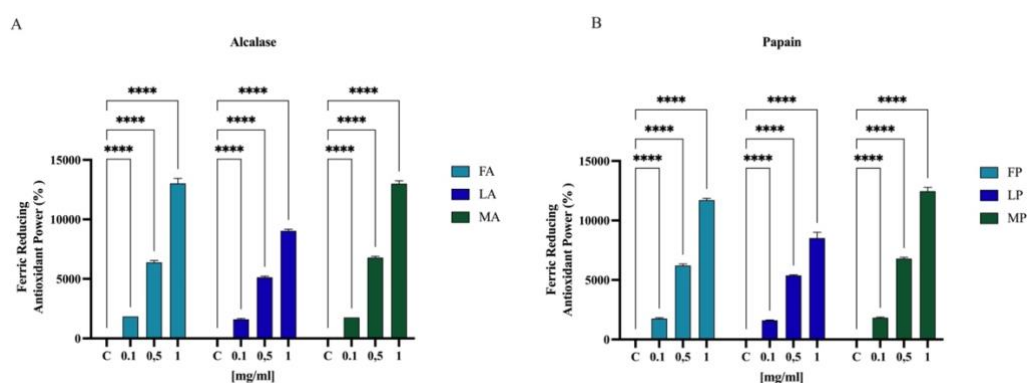 A
Alcalase
**** **** ****
**** **** ****
**** **** ****
15000
10000
5000
0
Ferric Reducing
Antioxidant Power (% )
C 0.1 0,5 1 C 0.1 0,5 1 C 0.1 0,5 1
[mg/ml]
FA
LA
MA
B
Papain
**** **** ****
**** **** ****
**** **** ****
15000
10000
5000
0
Ferric Reducing
Antioxidant Power (% )
C 0.1 0,5 1 C 0.1 0,5 1 C 0.1 0,5 1
[mg/ml]
FP
LP
MP